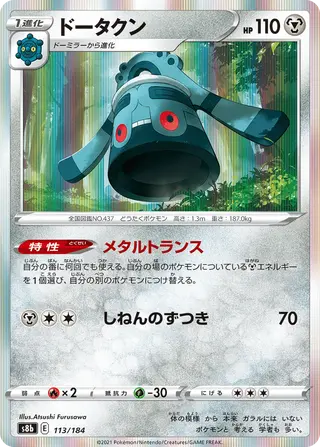 1進化 ドータクン HP 110
ドーミラーから進化
全国図鑑NO.437 どうたくポケモン 高さ:1.3m 重さ:187.0kg
特性 とくせい メタルトランス
自分の番に何回でも使える。自分の場のポケモンについているエネルギー
を1個選び、自分の別のポケモンにつけ替える。
しねんのずつき 70
弱点 ×2 抵抗力 -30 にげる
Illus.Atsushi Furusawa
s8b E 113/184
体の模様から 大昔 ガラルに いた
ポケモンと 考える 学者も 多い。
©2021 Pokémon/Nintendo/Creatures/GAME FREAK.